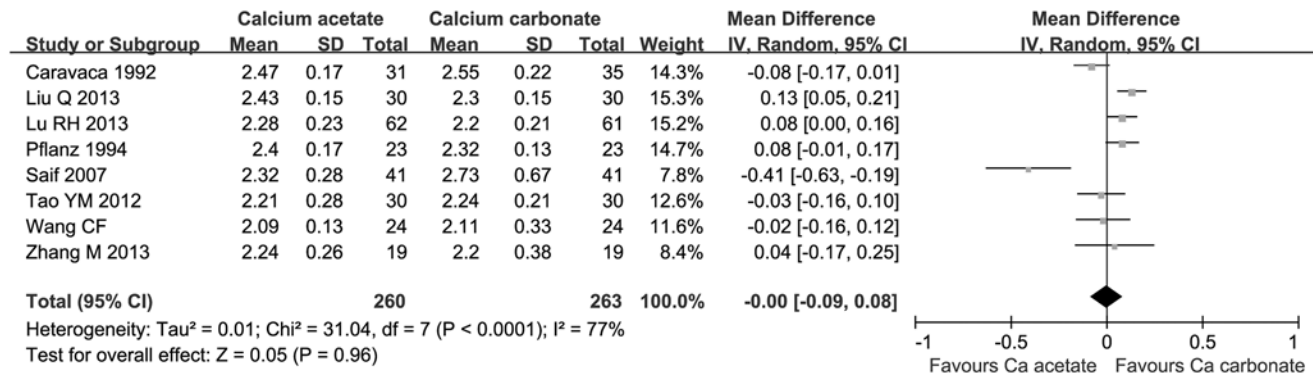 Calcium acetate Calcium carbonate Mean Difference Mean Difference
Study or Subgroup Mean SD Total Mean SD Total Weight IV, Random, 95% CI IV, Random, 95% CI
Caravaca 1992 2.47 0.17 31 2.55 0.22 35 14.3% -0.08 [-0.17, 0.01]
Liu Q 2013 2.43 0.15 30 2.3 0.15 30 15.3% 0.13 [0.05, 0.21]
Lu RH 2013 2.28 0.23 62 2.2 0.21 61 15.2% 0.08 [0.00, 0.16]
Pflanz 1994 2.4 0.17 23 2.32 0.13 23 14.7% 0.08 [-0.01, 0.17]
Saif 2007 2.32 0.28 41 2.73 0.67 41 7.8% -0.41 [-0.63, -0.19]
Tao YM 2012 2.21 0.28 30 2.24 0.21 30 12.6% -0.03 [-0.16, 0.10]
Wang CF 2.09 0.13 24 2.11 0.33 24 11.6% -0.02 [-0.16, 0.12]
Zhang M 2013 2.24 0.26 19 2.2 0.38 19 8.4% 0.04 [-0.17, 0.25]
Total (95% CI) 260 263 100.0% -0.00 [-0.09, 0.08]
Heterogeneity: Tau² = 0.01; Chi² = 31.04, df = 7 (P < 0.0001); I² = 77%
Test for overall effect: Z = 0.05 (P = 0.96)
-1 -0.5 0 0.5 1
Favours Ca acetate Favours Ca carbonate